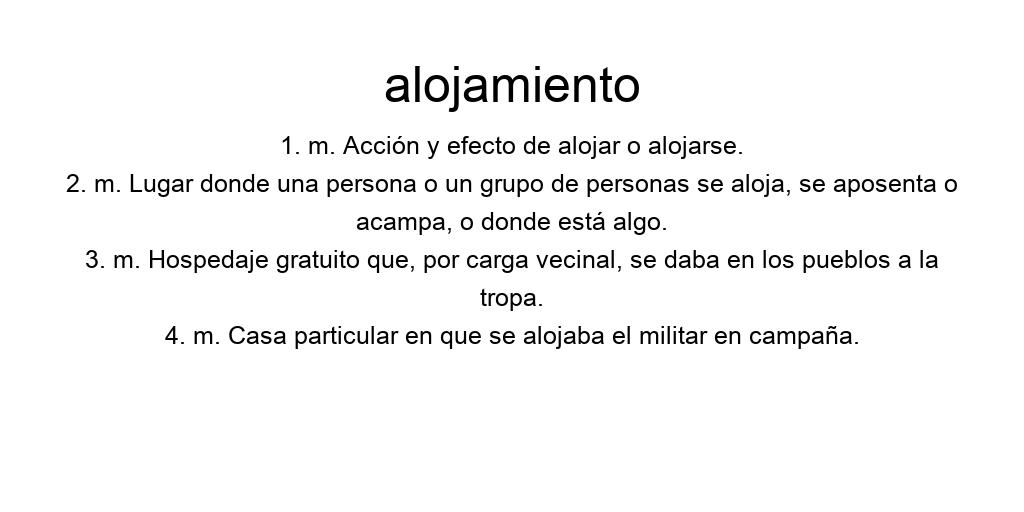 alojamiento
1. m. Acción y efecto de alojar o alojarse.
2. m. Lugar donde una persona o un grupo de personas se aloja, se aposenta o
acampa, o donde está algo.
3. m. Hospedaje gratuito que, por carga vecinal, se daba en los pueblos a la
tropa.
4. m. Casa particular en que se alojaba el militar en campaña.